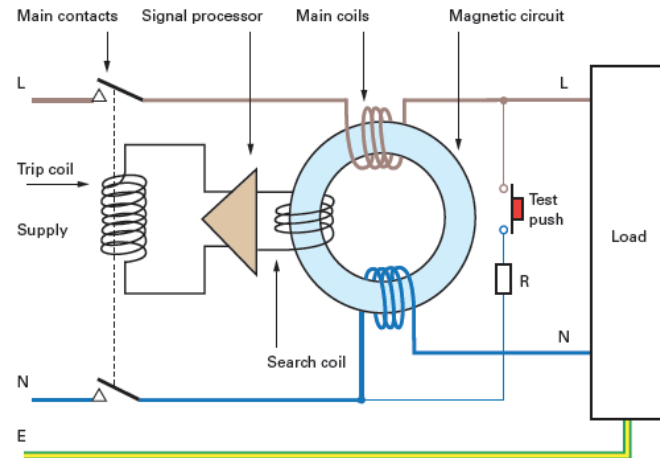 Main contacts
Signal processor
Main coils
Magnetic circuit
L
L
Trip coil
Test
push
Supply
Load
R
N
Search coil
N
E